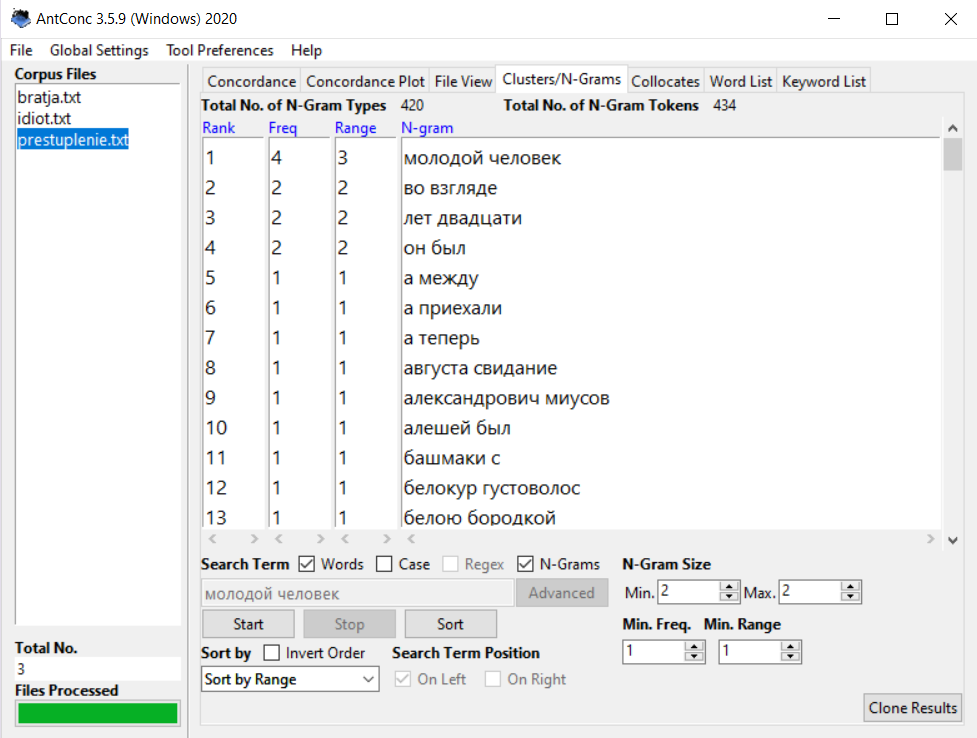 AntConc 3.5.9 (Windows) 2020
File Global Settings Tool Preferences Help
Corpus Files
bratja.txt
idiot.txt
prestuplenie.txt
Total No.
3
Files Processed
Concordance Concordance Plot File View Clusters/N-Grams Collocates Word List Keyword List
Total No. of N-Gram Types 420 Total No. of N-Gram Tokens 434
Rank Freq Range N-gram
1 4 3 молодой человек
2 2 2 во взгляде
3 2 2 лет двадцати
4 2 2 он был
5 1 1 а между
6 1 1 а приехали
7 1 1 а теперь
8 1 1 августа свидание
9 1 1 александрович миусов
10 1 1 алешей был
11 1 1 башмаки с
12 1 1 белокур густоволос
13 1 1 белою бородкой
Search Term Words Case Regex N-Grams N-Gram Size
молодой человек Advanced Min. 2 Max. 2
Start Stop Sort Min. Freq. Min. Range
1 1
Sort by Invert Order Search Term Position
Sort by Range On Left On Right
Clone Results